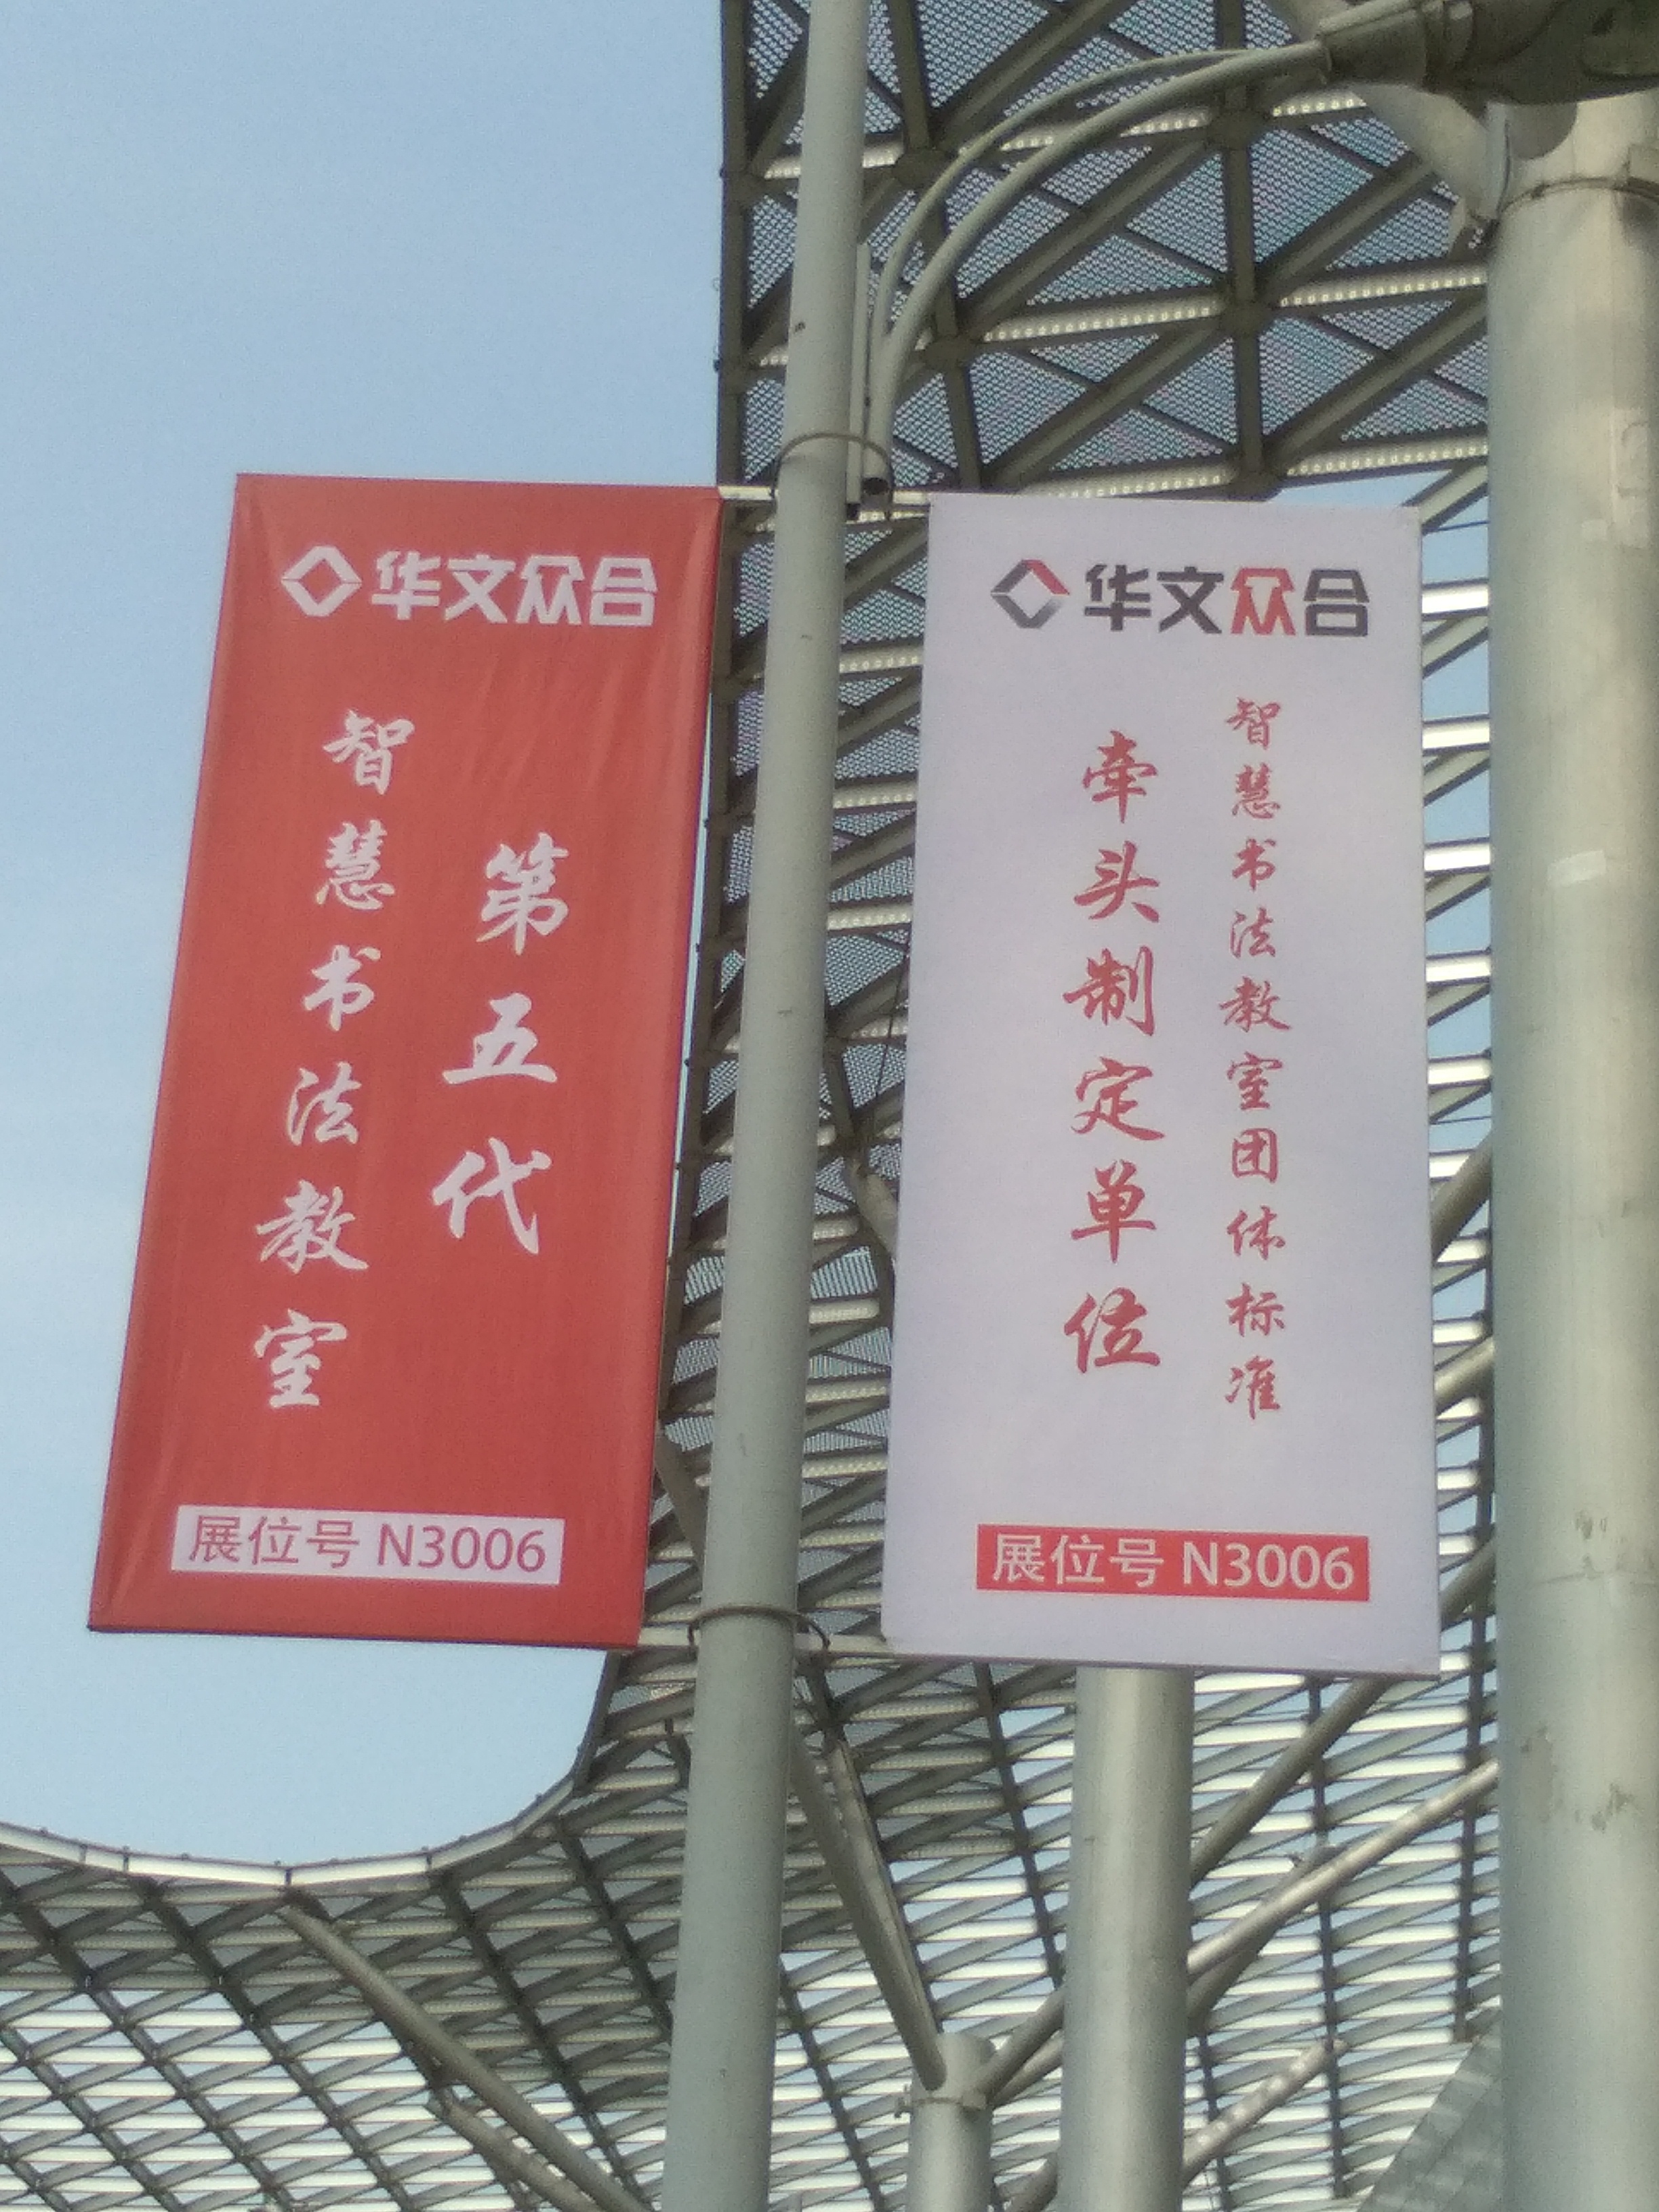 华文众合
第五代
智慧书法教室
展位号 N3006
华文众合
智慧书法教室团体标准
牵头制定单位
展位号 N3006